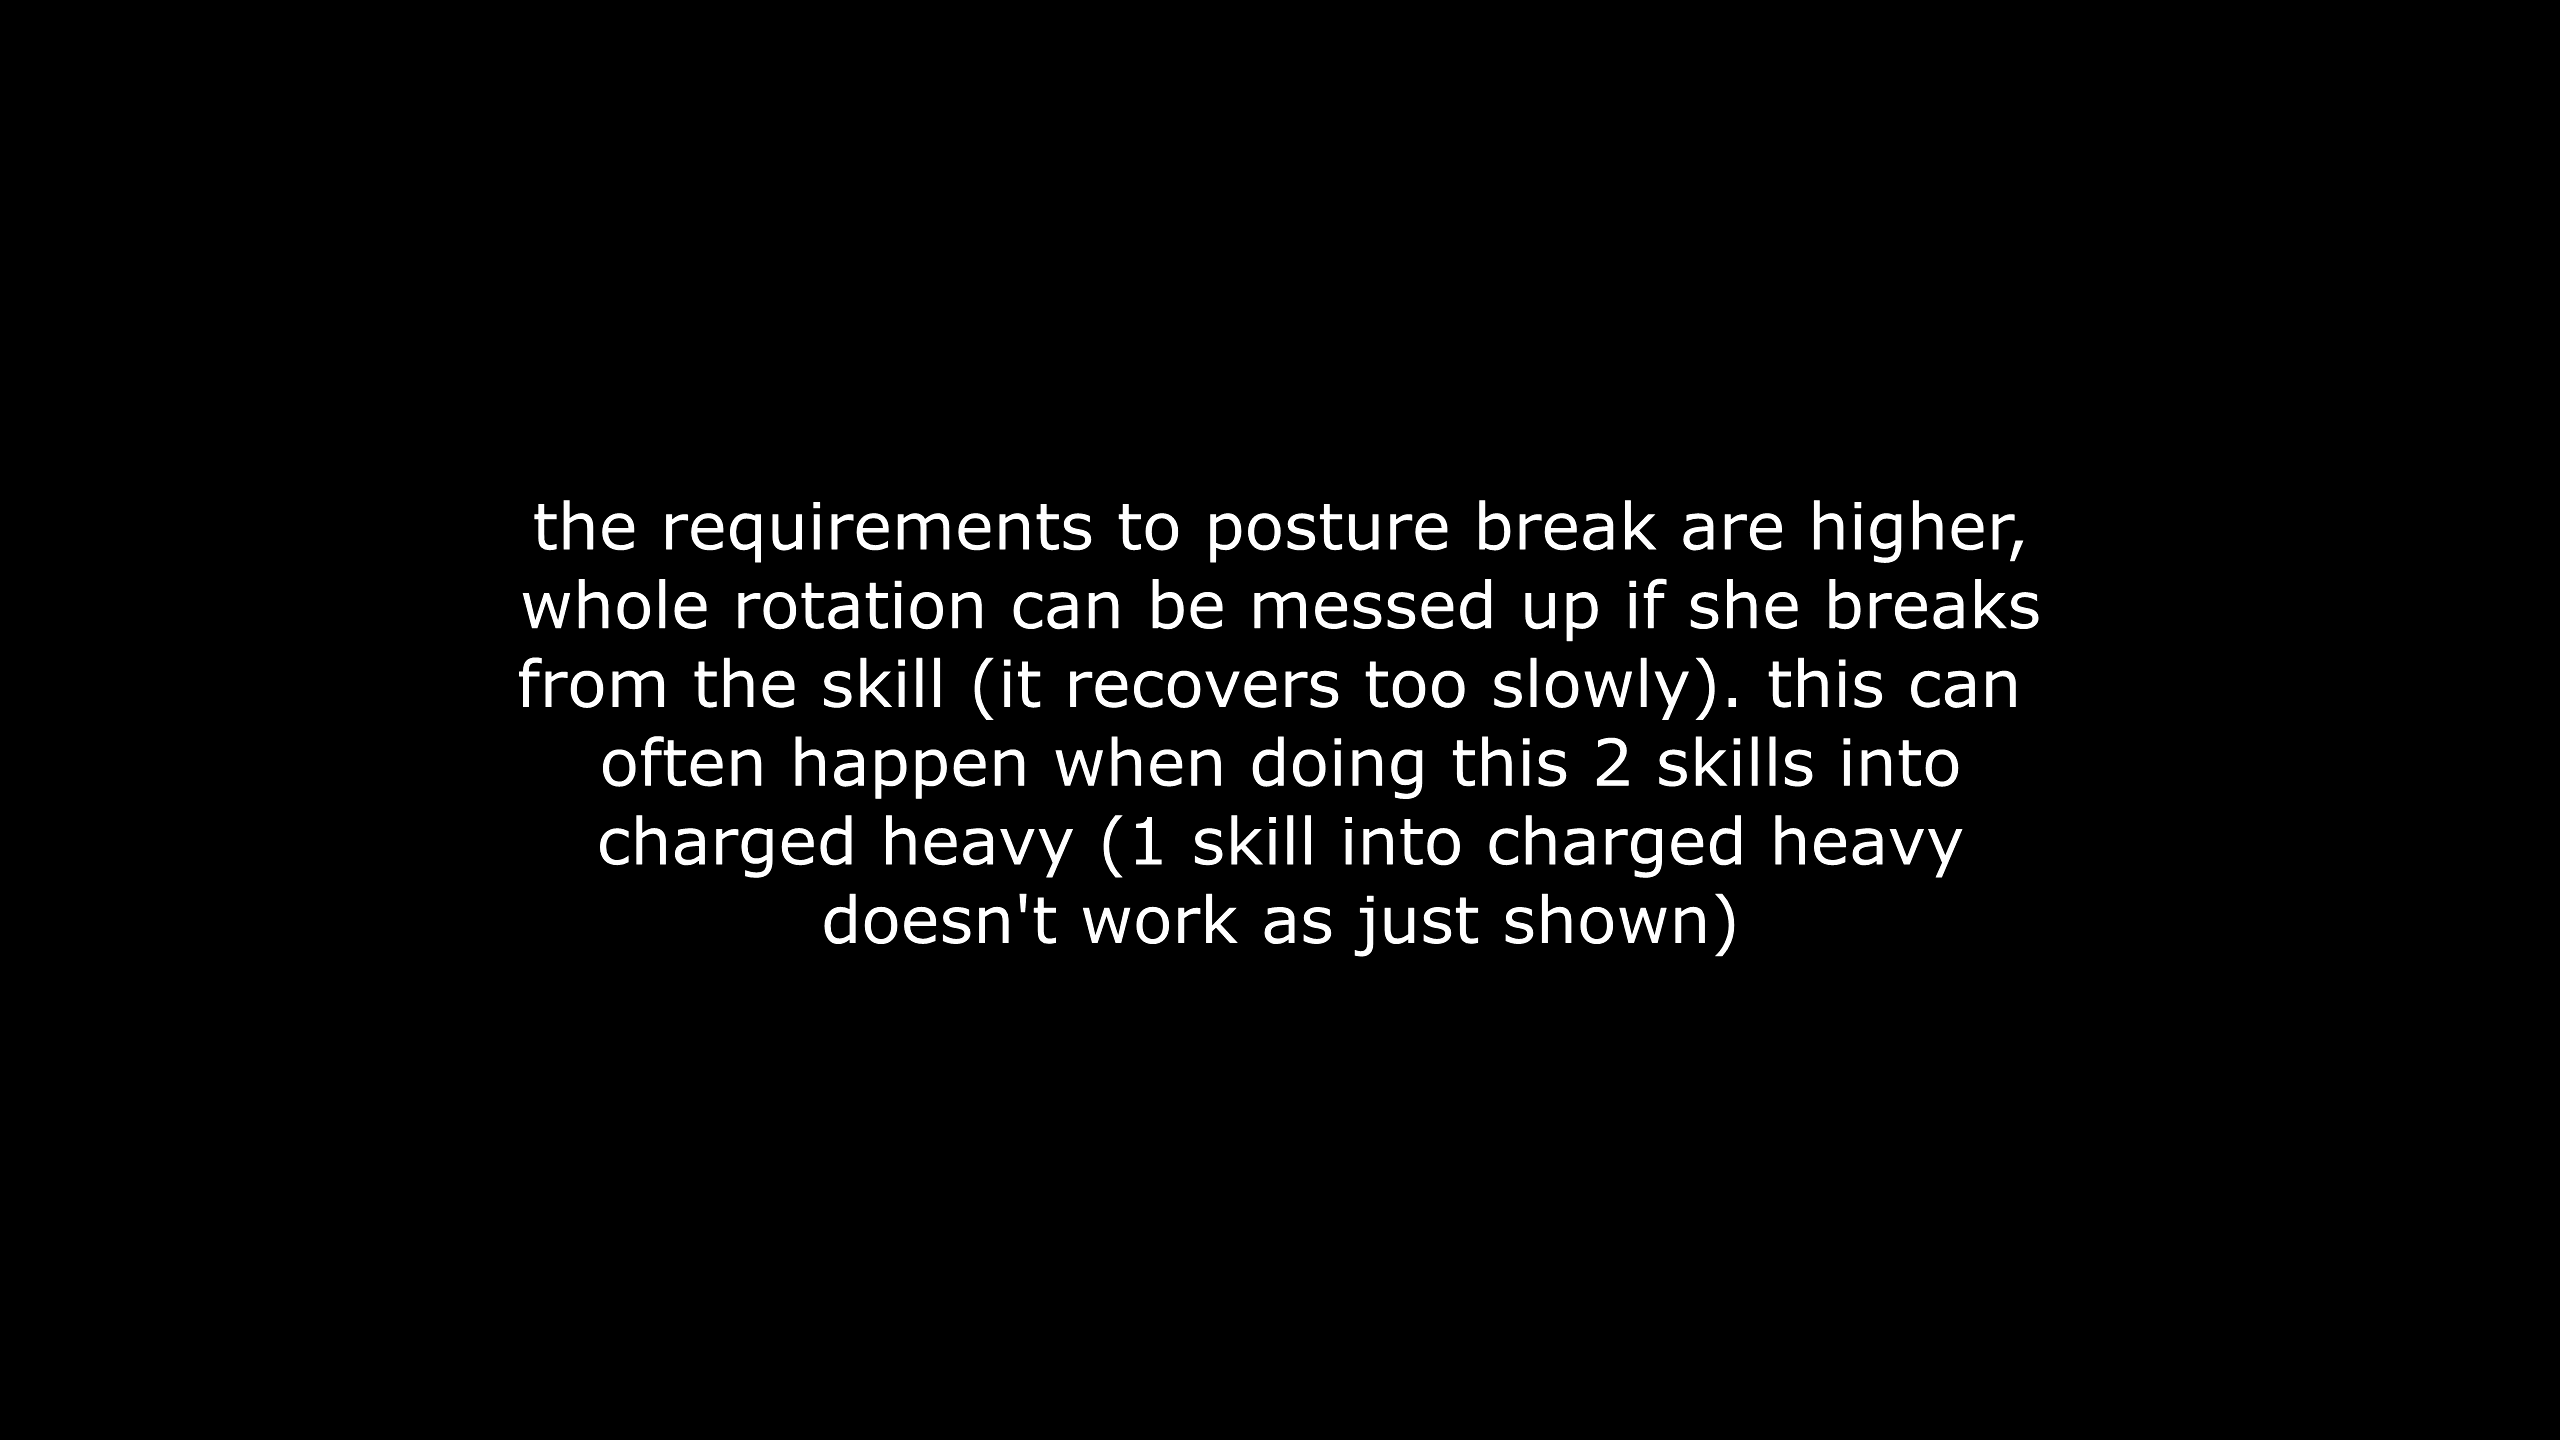 the requirements to posture break are higher,
whole rotation can be messed up if she breaks
from the skill (it recovers too slowly). this can
often happen when doing this 2 skills into
charged heavy (1 skill into charged heavy
doesn't work as just shown)